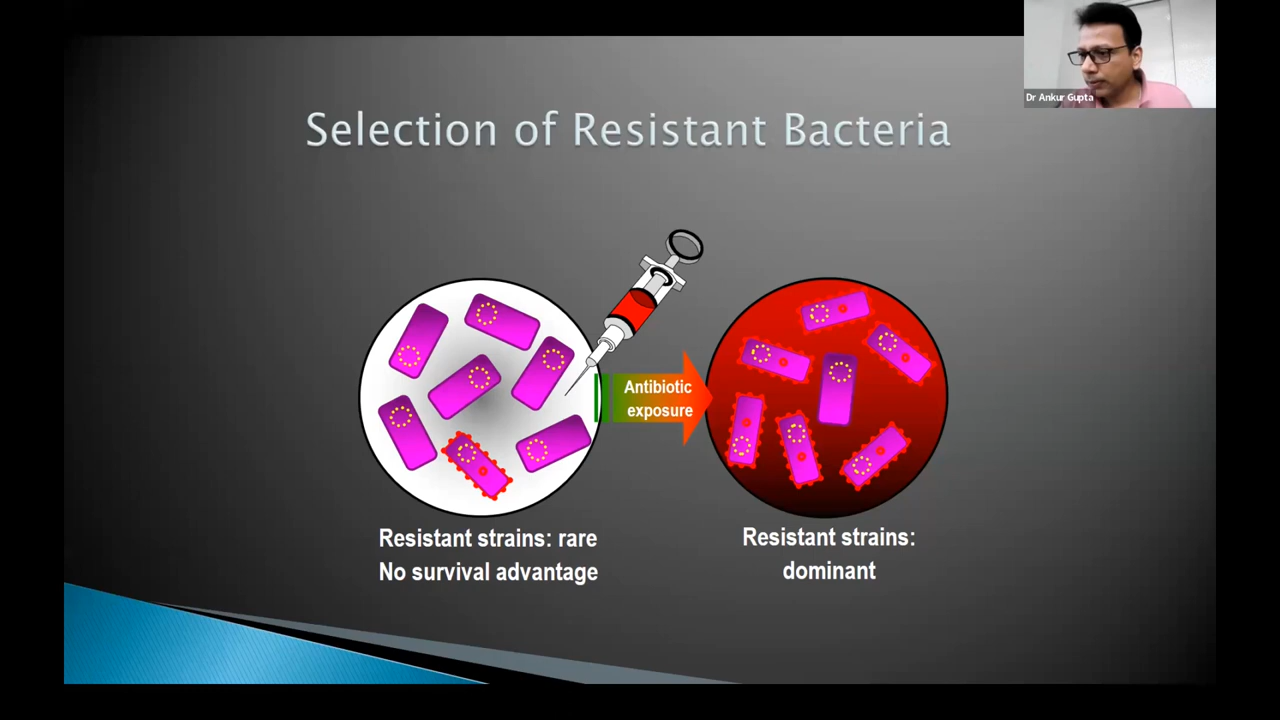 Dr Ankur Gupta
Selection of Resistant Bacteria
Antibiotic
exposure
Resistant strains: rare
No survival advantage
Resistant strains:
dominant